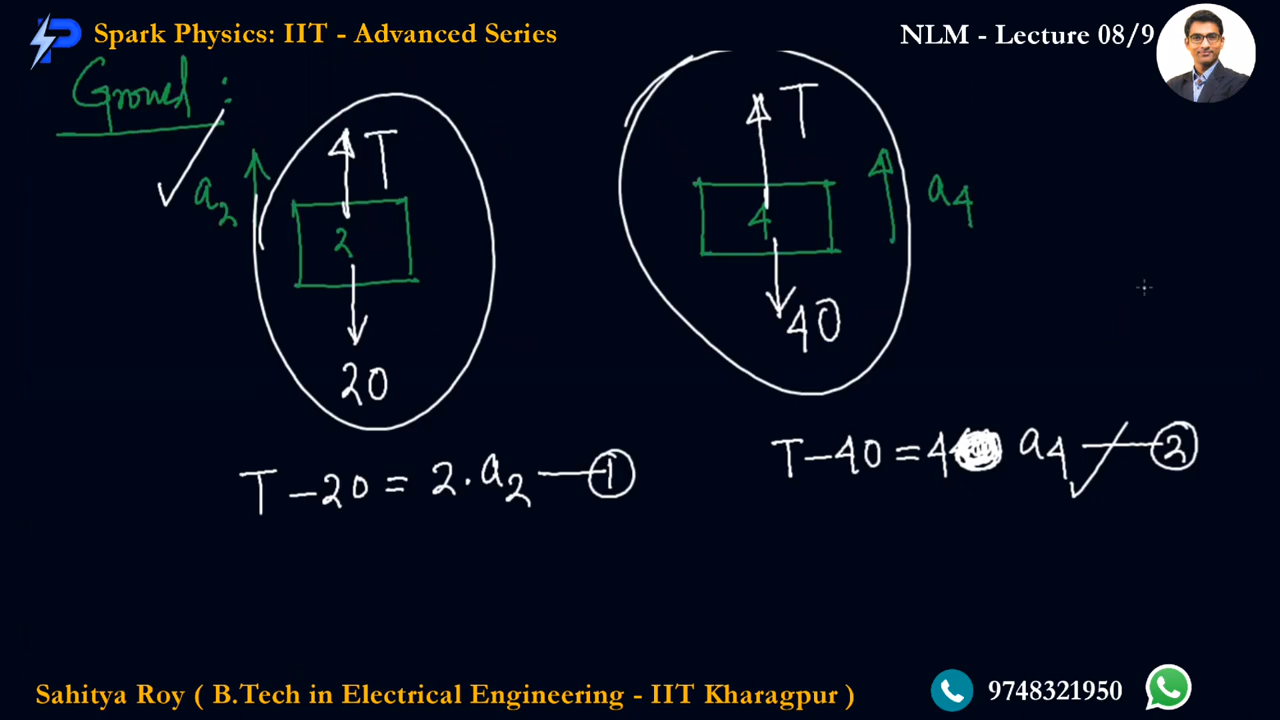 Spark Physics: IIT - Advanced Series
NLM - Lecture 08/9
Ground :
a2
T
2
20
T
4
40
a4
T - 20 = 2 . a2 — ①
T - 40 = 4 a4 — ②
Sahitya Roy ( B.Tech in Electrical Engineering - IIT Kharagpur )
9748321950